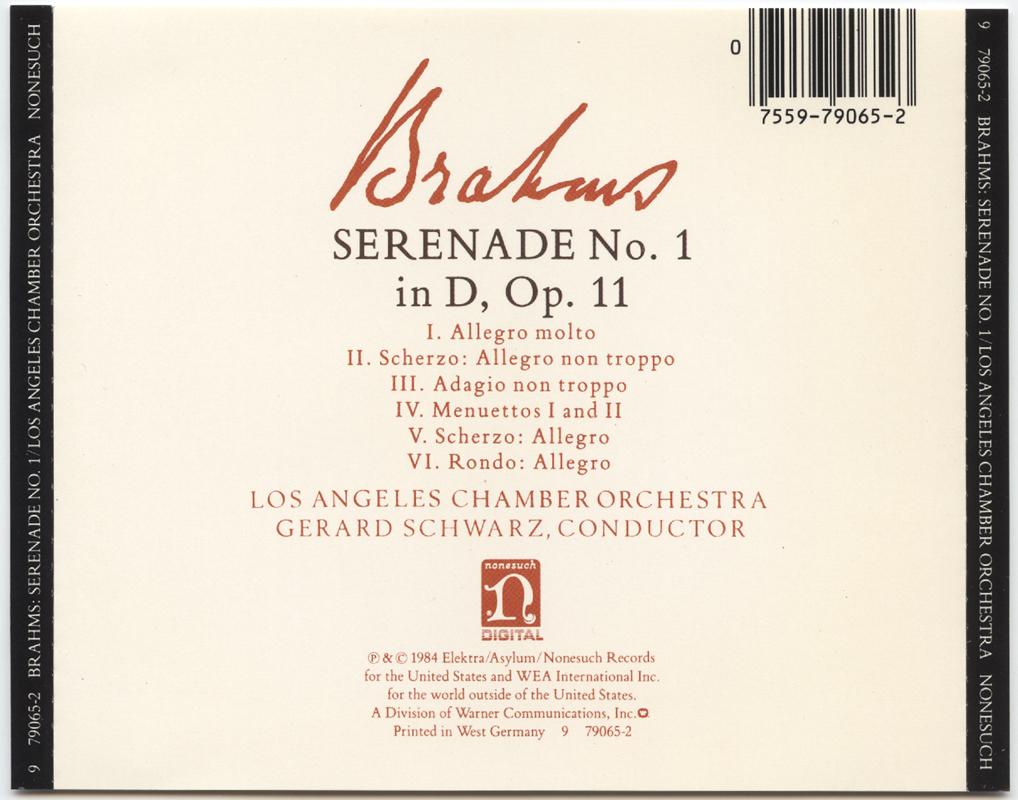 9 79065-2 BRAHMS: SERENADE NO. 1/LOS ANGELES CHAMBER ORCHESTRA NONESUCH
0
7559-79065-2
Brahms
SERENADE No. 1
in D, Op. 11
I. Allegro molto
II. Scherzo: Allegro non troppo
III. Adagio non troppo
IV. Menuettos I and II
V. Scherzo: Allegro
VI. Rondo: Allegro
LOS ANGELES CHAMBER ORCHESTRA
GERARD SCHWARZ, CONDUCTOR
nonesuch
n
DIGITAL
℗ & © 1984 Elektra/Asylum/Nonesuch Records
for the United States and WEA International Inc.
for the world outside of the United States.
A Division of Warner Communications, Inc.
Printed in West Germany 9 79065-2
9 79065-2 BRAHMS: SERENADE NO. 1/LOS ANGELES CHAMBER ORCHESTRA NONESUCH